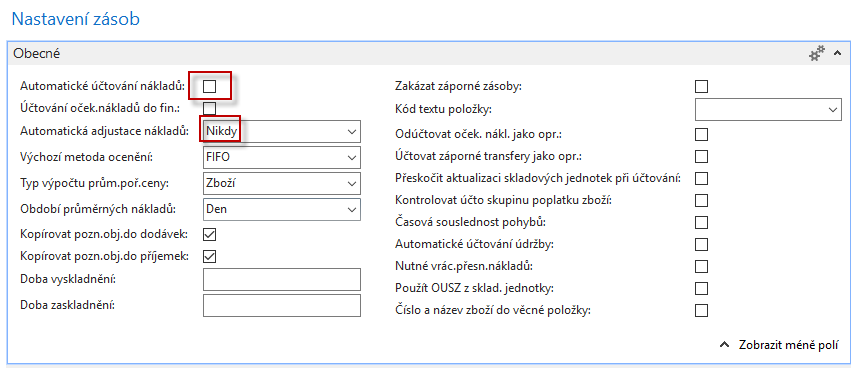 Nastavení zásob
Obecné
Automatické účtování nákladů:
Účtování oček.nákladů do fin.:
Automatická adjustace nákladů: Nikdy
Výchozí metoda ocenění: FIFO
Typ výpočtu prům.poř.ceny: Zboží
Období průměrných nákladů: Den
Kopírovat pozn.obj.do dodávek:
Kopírovat pozn.obj.do příjemek:
Doba vyskladnění:
Doba zaskladnění:
Zakázat záporné zásoby:
Kód textu položky:
Odúčtovat oček. nákl. jako opr.:
Účtovat záporné transfery jako opr.:
Přeskočit aktualizaci skladových jednotek při účtování:
Kontrolovat účto skupinu poplatku zboží:
Časová souslednost pohybů:
Automatické účtování údržby:
Nutné vrác.přesn.nákladů:
Použít OUSZ z sklad. jednotky:
Číslo a název zboží do věcné položky:
Zobrazit méně polí